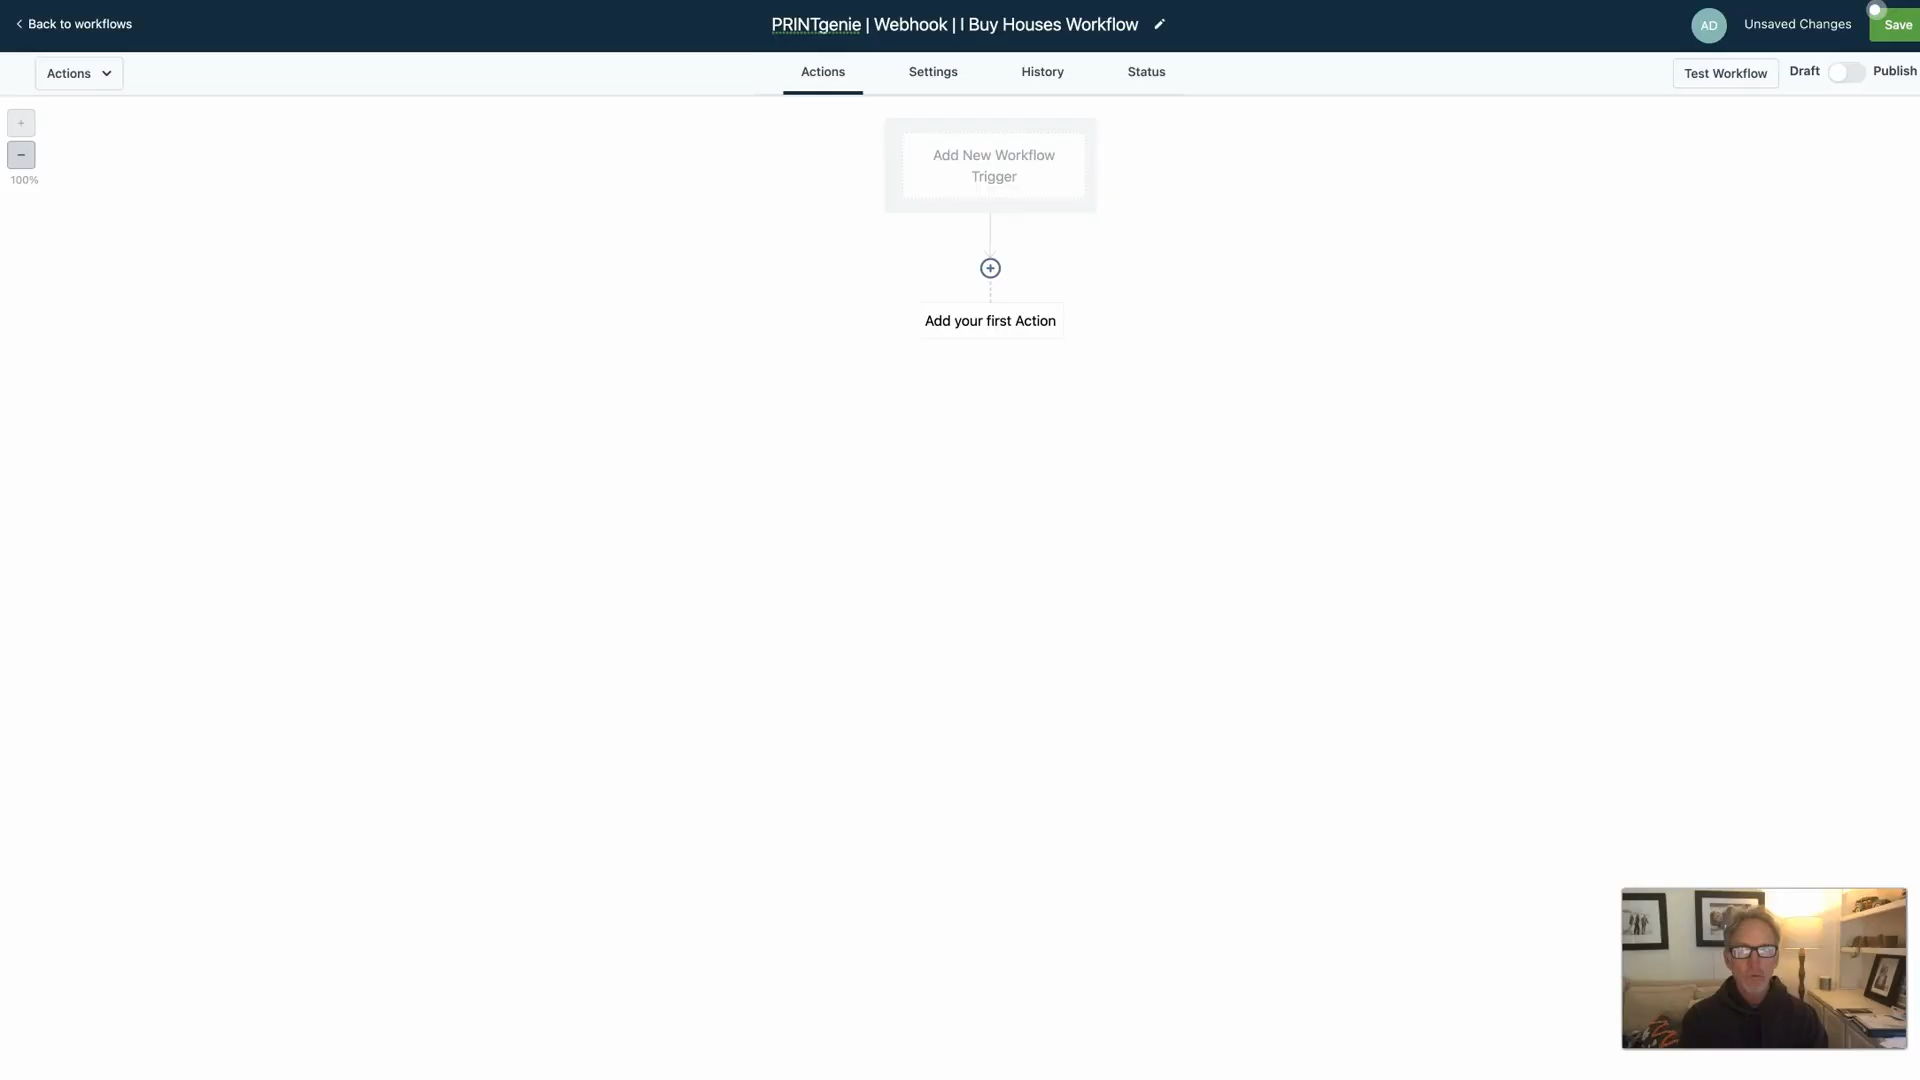 Back to workflows
PRINTgenie | Webhook | I Buy Houses Workflow
AD
Unsaved Changes
Save
Actions
Actions
Settings
History
Status
Test Workflow
Draft
Publish
+
−
100%
Add New Workflow
Trigger
+
Add your first Action